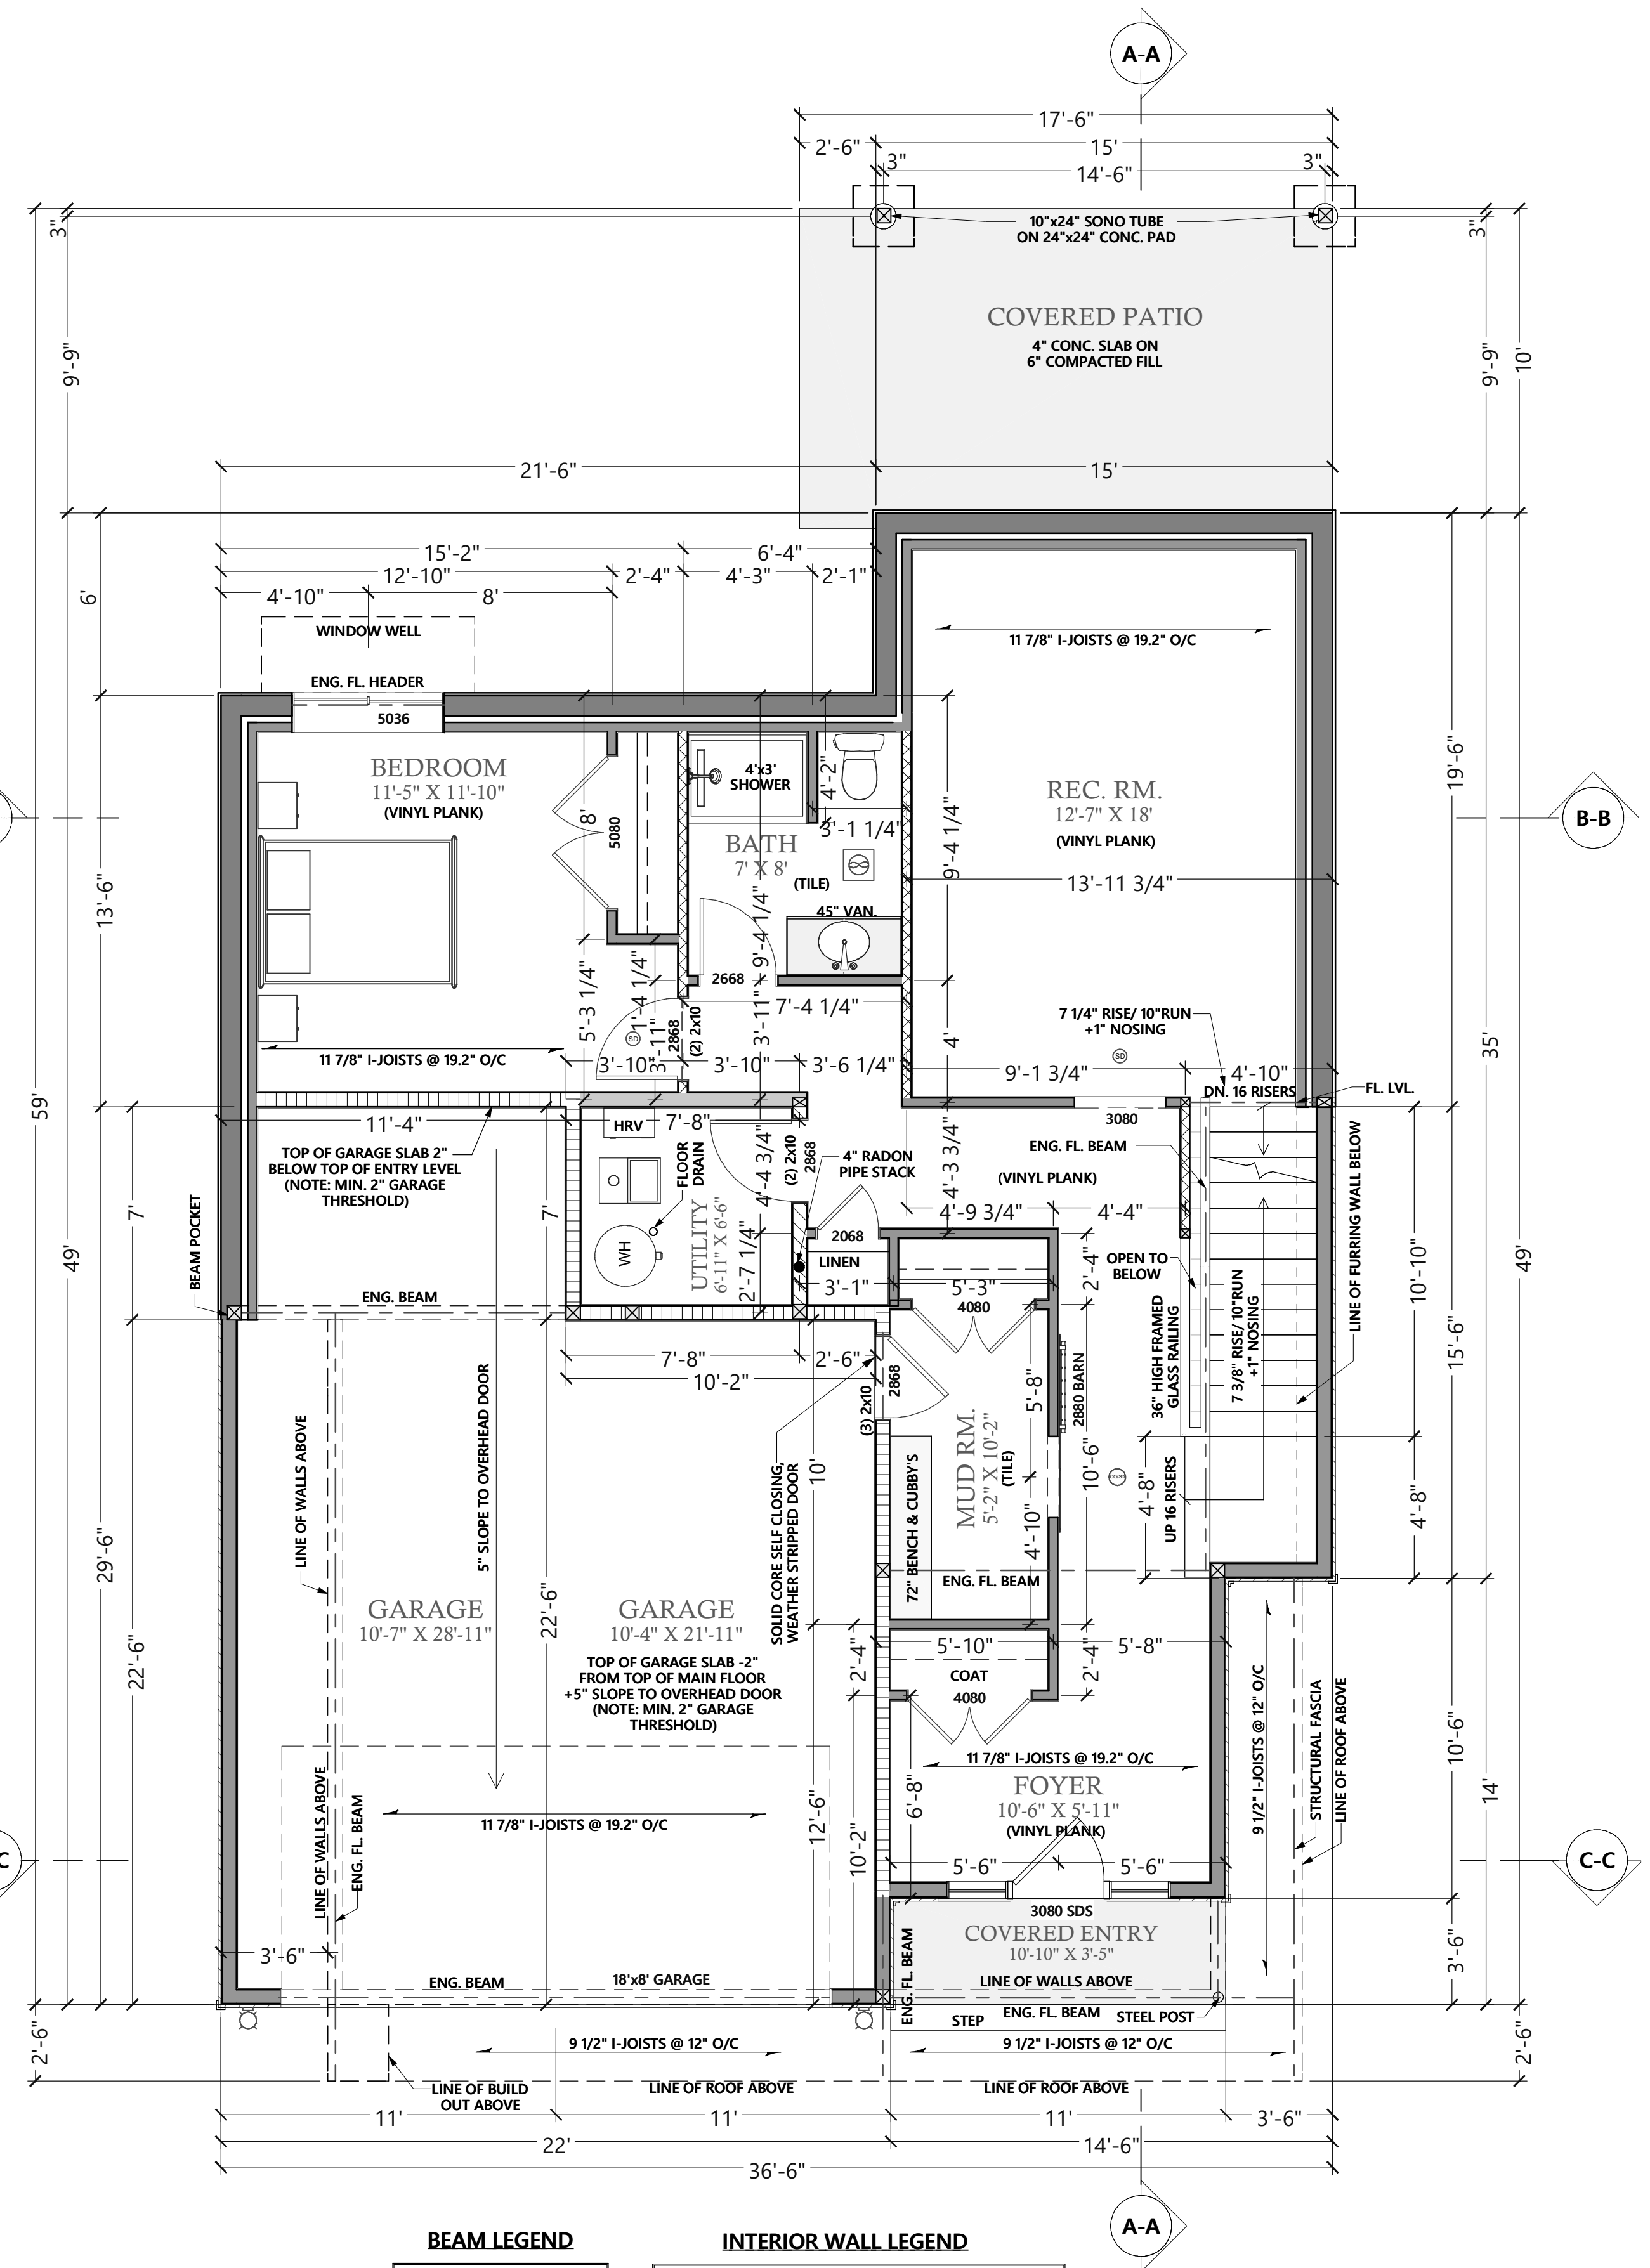 A-A
17'-6"
2'-6"
15'
3"
14'-6"
3"
10"x24" SONO TUBE
ON 24"x24" CONC. PAD
3"
3"
COVERED PATIO
4" CONC. SLAB ON
6" COMPACTED FILL
9'-9"
9'-9"
10'
21'-6"
15'
15'-2"
6'-4"
12'-10"
2'-4"
4'-3"
2'-1"
4'-10"
8'
6'
WINDOW WELL
ENG. FL. HEADER
5036
11 7/8" I-JOISTS @ 19.2" O/C
BEDROOM
11'-5" X 11'-10"
(VINYL PLANK)
8'
5080
4'x3'
SHOWER
4'-2"
3'-1 1/4"
BATH
7' X 8'
(TILE)
45" VAN.
9'-4 1/4"
9'-4 1/4"
REC. RM.
12'-7" X 18'
(VINYL PLANK)
13'-11 3/4"
19'-6"
B-B
13'-6"
2668
7'-4 1/4"
5'-3 1/4"
1'-4 1/4"
3'-11"
2868
(2) 2x10
3'-11"
4'
SD
SD
7 1/4" RISE/ 10"RUN
+1" NOSING
11 7/8" I-JOISTS @ 19.2" O/C
3'-10"
3'-10"
3'-6 1/4"
9'-1 3/4"
4'-10"
DN. 16 RISERS
FL. LVL.
35'
59'
49'
49'
11'-4"
HRV
7'-8"
3080
TOP OF GARAGE SLAB 2"
BELOW TOP OF ENTRY LEVEL
(NOTE: MIN. 2" GARAGE
THRESHOLD)
FLOOR
DRAIN
4'-4 3/4"
(2) 2x10
2868
4" RADON
PIPE STACK
4'-3 3/4"
ENG. FL. BEAM
(VINYL PLANK)
4'-9 3/4"
4'-4"
7'
7'
BEAM POCKET
WH
UTILITY
6'-11" X 6'-6"
2'-7 1/4"
2068
LINEN
3'-1"
5'-3"
4080
2'-4"
OPEN TO
BELOW
36" HIGH FRAMED
GLASS RAILING
7 3/8" RISE/ 10"RUN
+1" NOSING
LINE OF FURRING WALL BELOW
10'-10"
15'-6"
ENG. BEAM
7'-8"
2'-6"
10'-2"
2868
(3) 2x10
5'-8"
2880 BARN
5" SLOPE TO OVERHEAD DOOR
LINE OF WALLS ABOVE
SOLID CORE SELF CLOSING,
WEATHER STRIPPED DOOR
10'
MUD RM.
5'-2" X 10'-2"
(TILE)
72" BENCH & CUBBY'S
10'-6"
CO/SD
4'-8"
UP 16 RISERS
4'-8"
4'-10"
ENG. FL. BEAM
29'-6"
22'-6"
22'-6"
GARAGE
10'-7" X 28'-11"
GARAGE
10'-4" X 21'-11"
TOP OF GARAGE SLAB -2"
FROM TOP OF MAIN FLOOR
+5" SLOPE TO OVERHEAD DOOR
(NOTE: MIN. 2" GARAGE
THRESHOLD)
5'-10"
5'-8"
2'-4"
2'-4"
COAT
4080
9 1/2" I-JOISTS @ 12" O/C
STRUCTURAL FASCIA
LINE OF ROOF ABOVE
10'-6"
14'
11 7/8" I-JOISTS @ 19.2" O/C
FOYER
10'-6" X 5'-11"
(VINYL PLANK)
6'-8"
12'-6"
10'-2"
5'-6"
5'-6"
LINE OF WALLS ABOVE
ENG. FL. BEAM
11 7/8" I-JOISTS @ 19.2" O/C
C
C-C
3'-6"
3080 SDS
COVERED ENTRY
10'-10" X 3'-5"
LINE OF WALLS ABOVE
ENG. FL. BEAM
3'-6"
ENG. BEAM
18'x8' GARAGE
STEP
ENG. FL. BEAM
STEEL POST
2'-6"
2'-6"
9 1/2" I-JOISTS @ 12" O/C
9 1/2" I-JOISTS @ 12" O/C
LINE OF BUILD
OUT ABOVE
LINE OF ROOF ABOVE
LINE OF ROOF ABOVE
11'
11'
11'
3'-6"
22'
14'-6"
36'-6"
A-A
BEAM LEGEND
INTERIOR WALL LEGEND